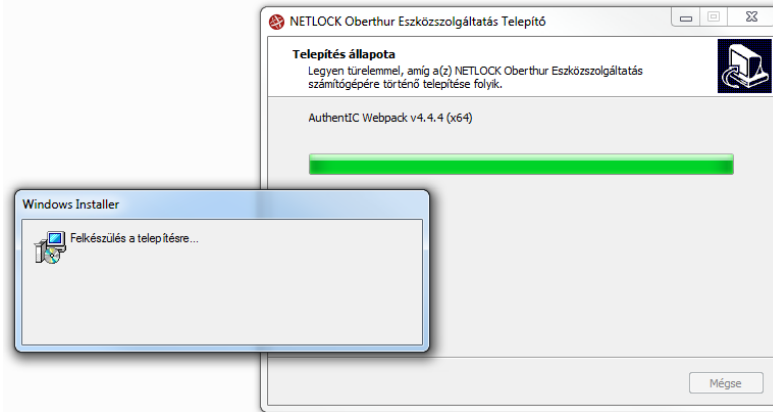 NETLOCK Oberthur Eszközszolgáltatás Telepítő
Telepítés állapota
Legyen türelemmel, amíg a(z) NETLOCK Oberthur Eszközszolgáltatás
számítógépére történő telepítése folyik.
AuthentIC Webpack v4.4.4 (x64)
Windows Installer
Felkészülés a telepítésre...
Mégse